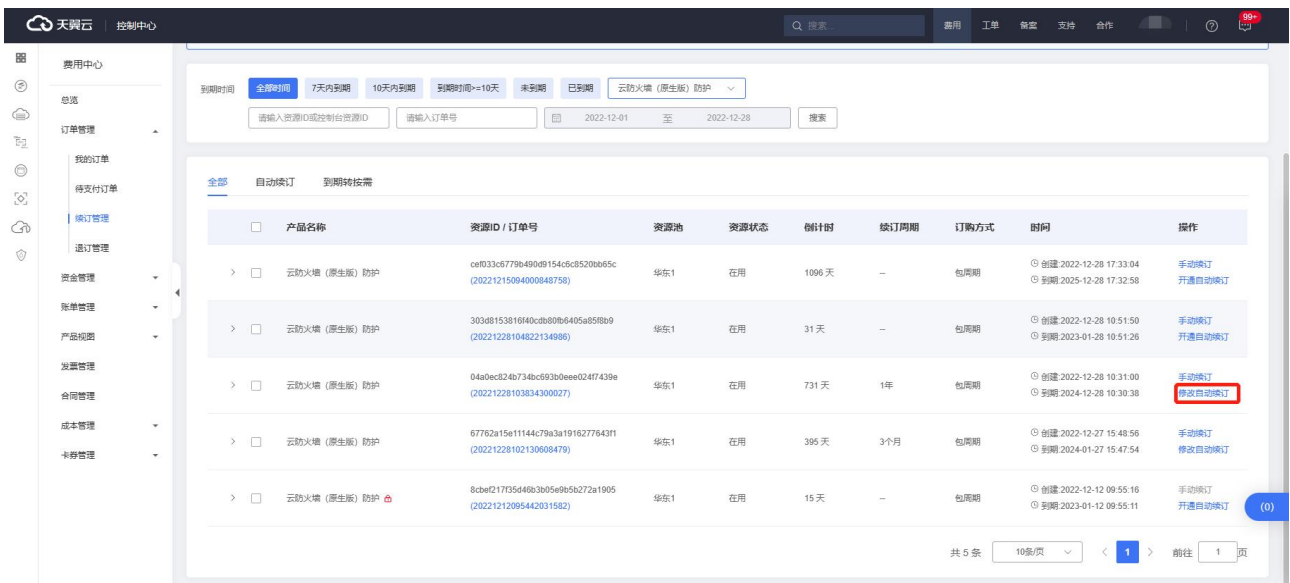 天翼云 控制中心 搜索... 费用 工单 备案 支持 合作 99+
费用中心
总览
订单管理
我的订单
待支付订单
续订管理
退订管理
资金管理
账单管理
产品视图
发票管理
合同管理
成本管理
卡券管理
到期时间 全部时间 7天内到期 10天内到期 到期时间>=10天 未到期 已到期 云防火墙（原生版）防护
请输入资源ID或控制台资源ID 请输入订单号 2022-12-01 至 2022-12-28 搜索
全部 自动续订 到期转按需
产品名称 资源ID / 订单号 资源池 资源状态 倒计时 续订周期 订购方式 时间 操作
cef033c6779b490d9154c6c8520bb65c 创建:2022-12-28 17:33:04 手动续订
云防火墙（原生版）防护 华东1 在用 1096 天 -- 包周期
(20221215094000848758) 到期:2025-12-28 17:32:58 开通自动续订
303d8153816f40cdb80fb6405a85f8b9 创建:2022-12-28 10:51:50 手动续订
云防火墙（原生版）防护 华东1 在用 31 天 -- 包周期
(20221228104822134986) 到期:2023-01-28 10:51:26 开通自动续订
04a0ec824b734bc693b0eee024f7439e 创建:2022-12-28 10:31:00 手动续订
云防火墙（原生版）防护 华东1 在用 731 天 1年 包周期
(20221228103834300027) 到期:2024-12-28 10:30:38 修改自动续订
67762a15e11144c79a3a1916277643f1 创建:2022-12-27 15:48:56 手动续订
云防火墙（原生版）防护 华东1 在用 395 天 3个月 包周期
(20221228102130608479) 到期:2024-01-27 15:47:54 修改自动续订
8cbef217f35d46b3b05e9b5b272a1905 创建:2022-12-12 09:55:16 手动续订
云防火墙（原生版）防护 华东1 在用 15 天 -- 包周期
(20221212095442031582) 到期:2023-01-12 09:55:11 开通自动续订
(0)
共 5 条 10条/页 1 前往 1 页